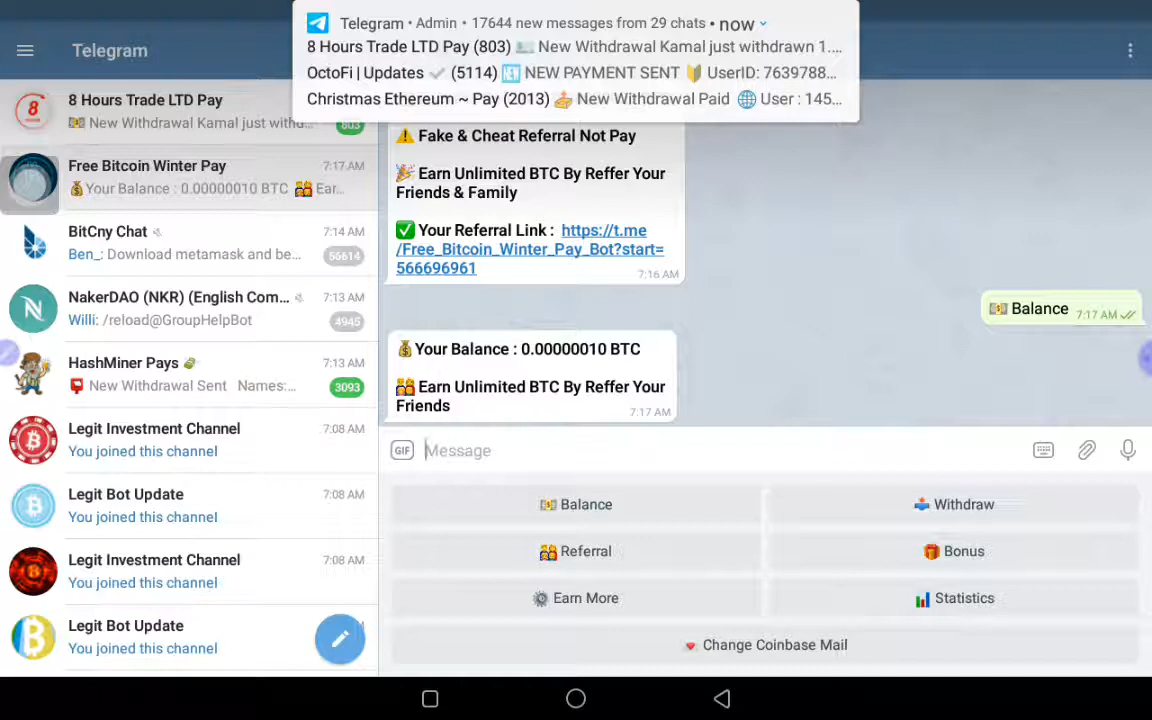 Telegram • Admin • 17644 new messages from 29 chats • now
8 Hours Trade LTD Pay (803) New Withdrawal Kamal just withdrawn 1....
OctoFi | Updates (5114) NEW PAYMENT SENT UserID: 7639788...
Christmas Ethereum ~ Pay (2013) New Withdrawal Paid User : 145...
Telegram
8 Hours Trade LTD Pay
New Withdrawal Kamal just withd...
803
Free Bitcoin Winter Pay 7:17 AM
Your Balance : 0.00000010 BTC Ear...
BitCny Chat 7:14 AM
Ben_: Download metamask and be... 56614
NakerDAO (NKR) (English Com... 7:13 AM
Willi: /reload@GroupHelpBot 4945
HashMiner Pays 7:13 AM
New Withdrawal Sent Names:... 3093
Legit Investment Channel 7:08 AM
You joined this channel
Legit Bot Update 7:08 AM
You joined this channel
Legit Investment Channel 7:08 AM
You joined this channel
Legit Bot Update
You joined this channel
Fake & Cheat Referral Not Pay
Earn Unlimited BTC By Reffer Your
Friends & Family
Your Referral Link : https://t.me
/Free_Bitcoin_Winter_Pay_Bot?start=
566696961
7:16 AM
Balance 7:17 AM
Your Balance : 0.00000010 BTC
Earn Unlimited BTC By Reffer Your
Friends
7:17 AM
GIF Message
Balance Withdraw
Referral Bonus
Earn More Statistics
Change Coinbase Mail